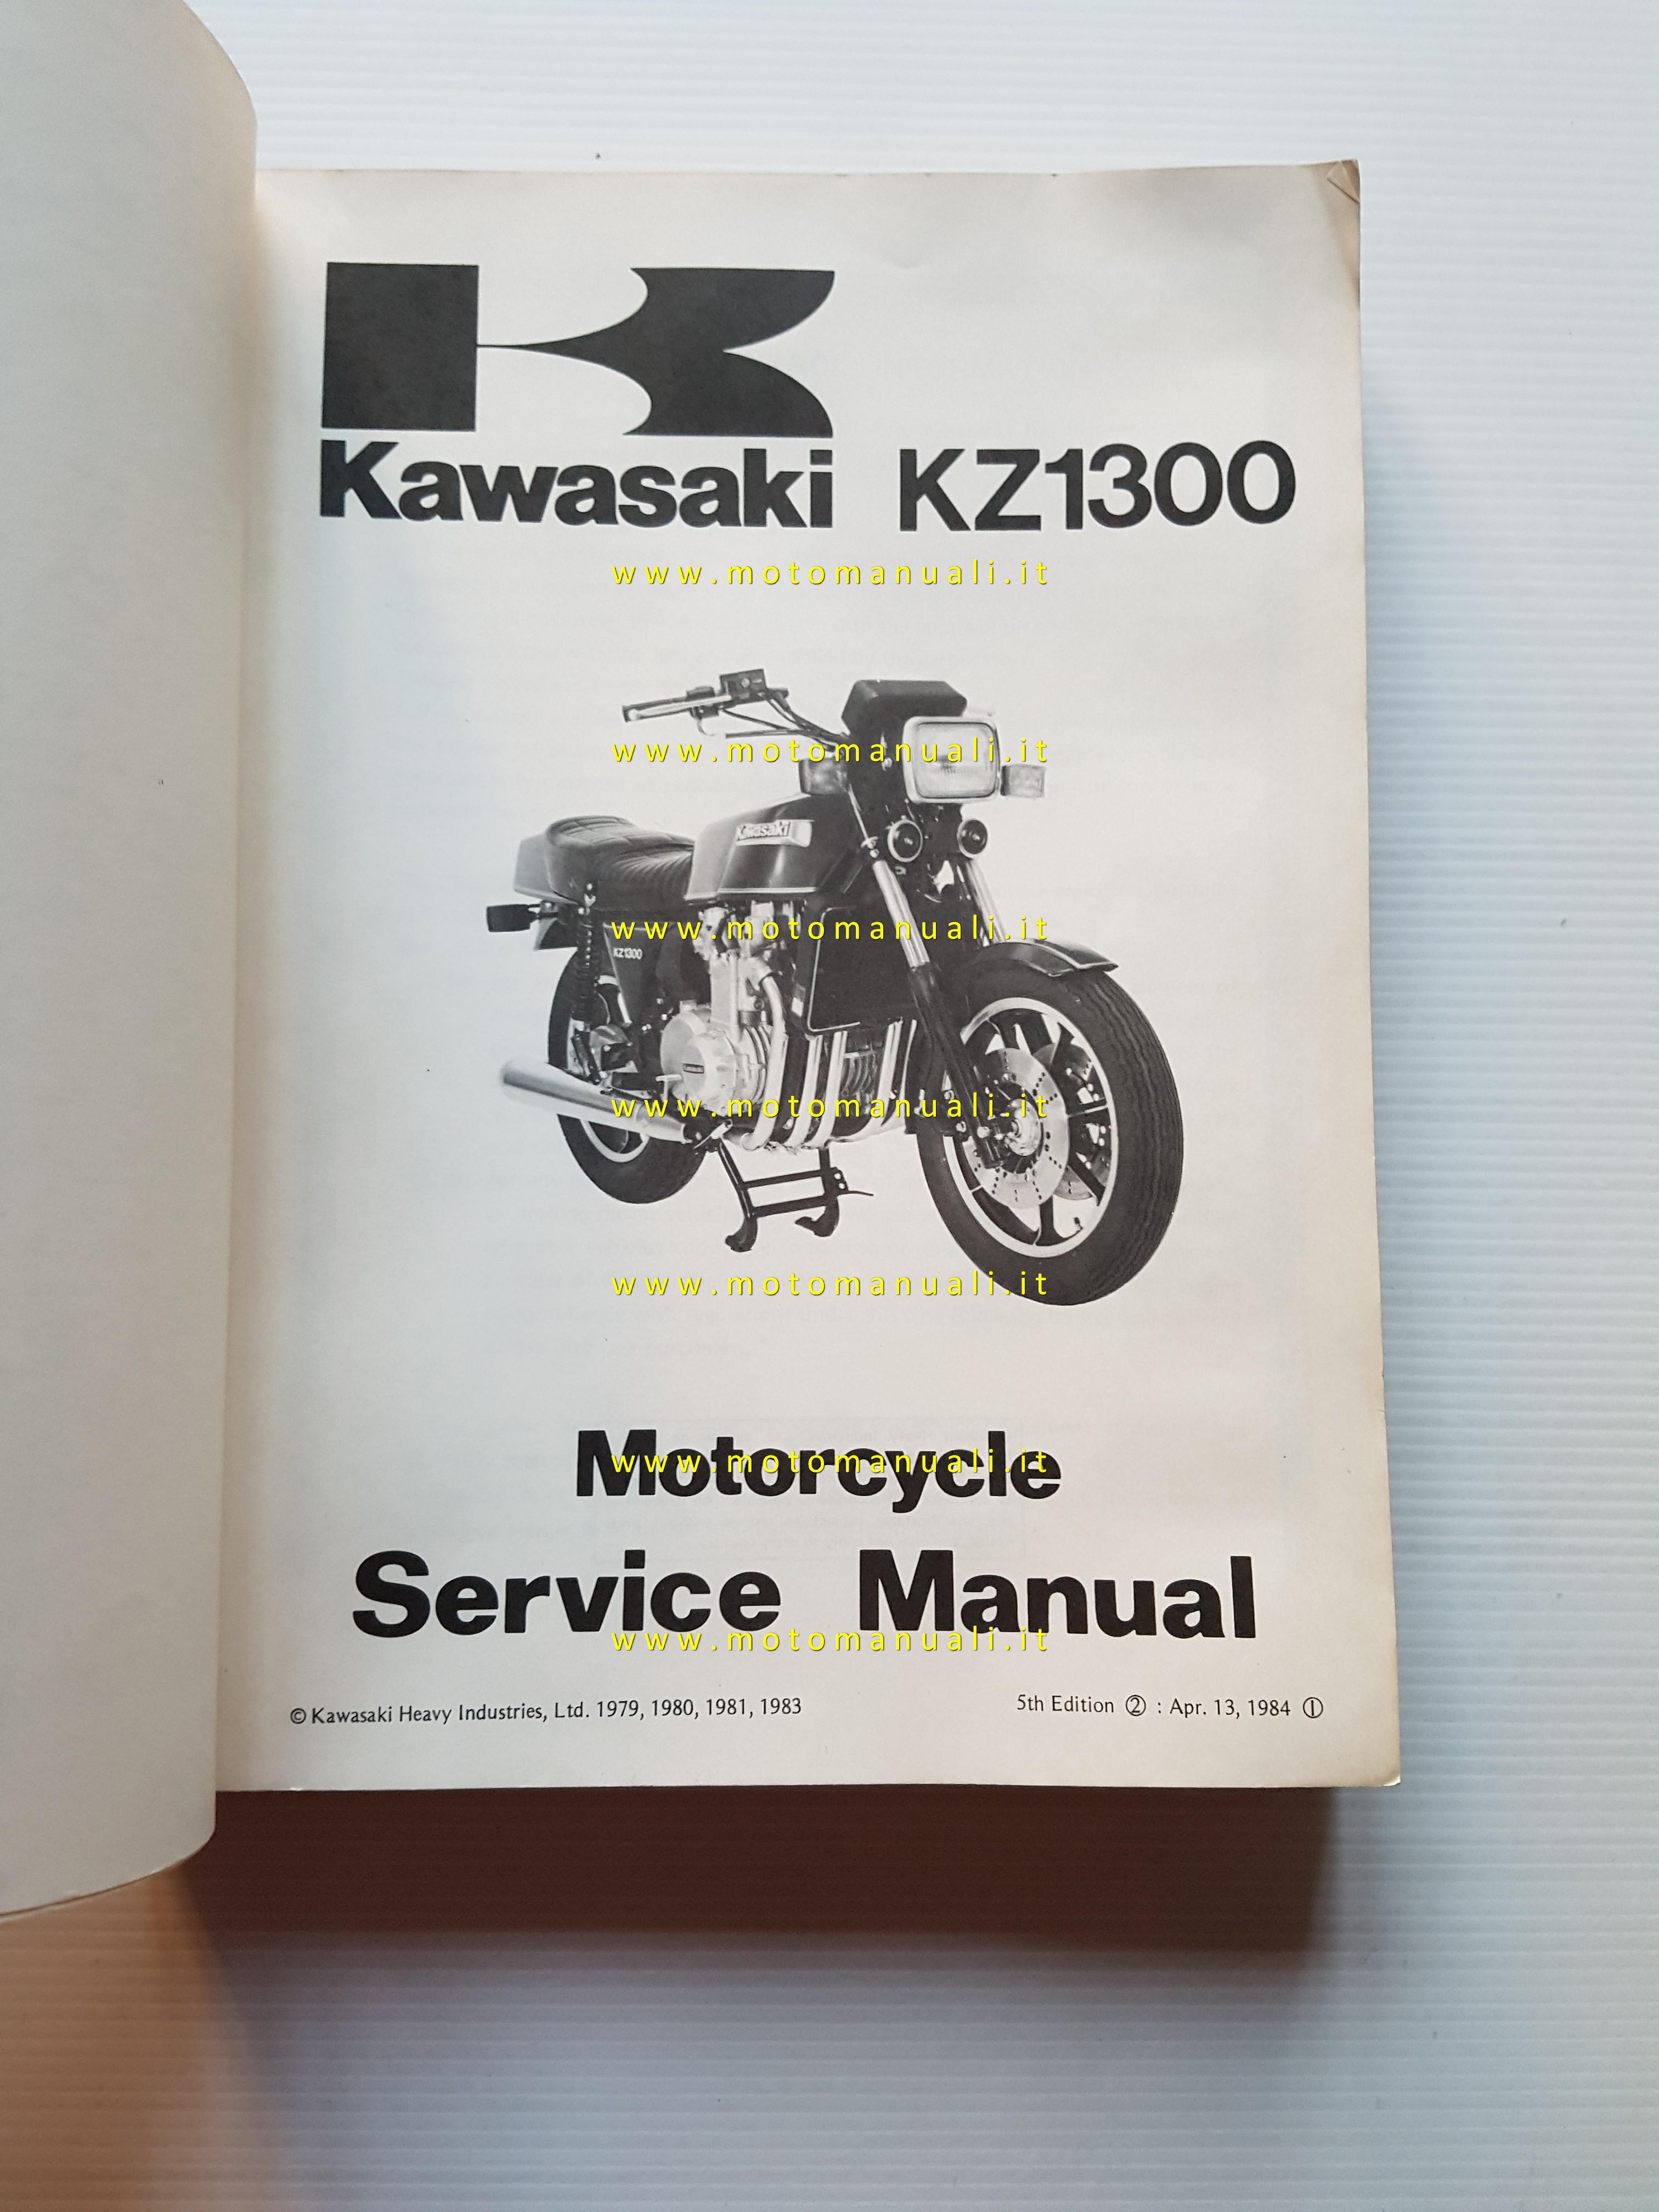 Kawasaki KZ1300
www.motomanuali.it
www.motomanuali.it
Kawasaki
www.motomanuali.it
KZ1300
www.motomanuali.it
www.motomanuali.it
Motorcycle
www.motomanuali.it
Service Manual
www.motomanuali.it
© Kawasaki Heavy Industries, Ltd. 1979, 1980, 1981, 1983
5th Edition ② : Apr. 13, 1984 ①